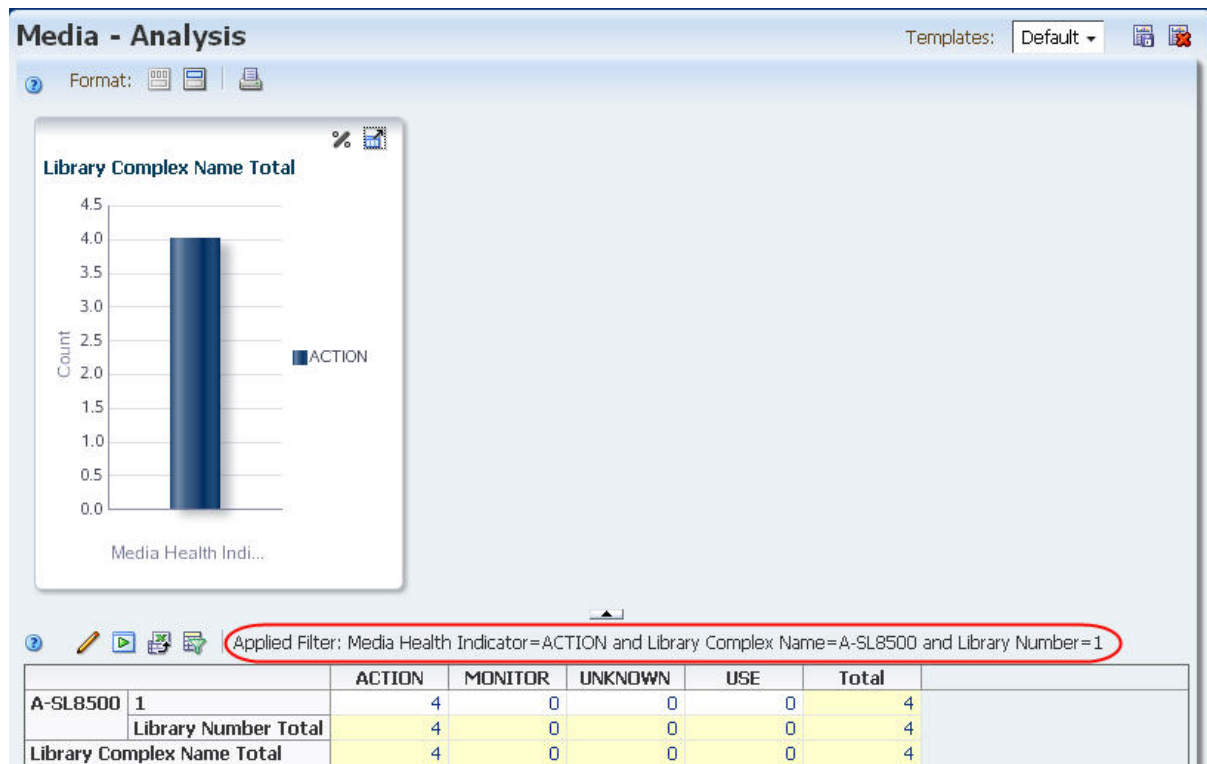 Media - Analysis
Templates: Default
Format:
Library Complex Name Total
4.5
4.0
3.5
3.0
2.5
2.0
1.5
1.0
0.5
0.0
Count
ACTION
Media Health Indi...
Applied Filter: Media Health Indicator=ACTION and Library Complex Name=A-SL8500 and Library Number=1
ACTION MONITOR UNKNOWN USE Total
A-SL8500 1 4 0 0 0 4
Library Number Total 4 0 0 0 4
Library Complex Name Total 4 0 0 0 4